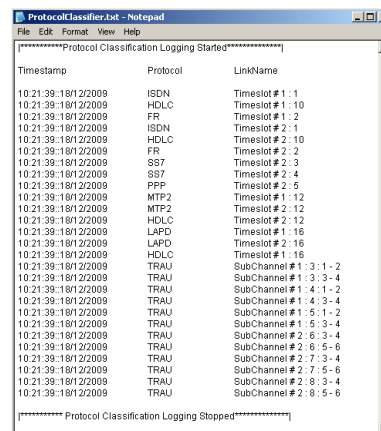 ProtocolClassifier.txt - Notepad
File Edit Format View Help
|***********Protocol Classification Logging Started**************|
Timestamp Protocol LinkName
10:21:39::18/12/2009 ISDN Timeslot # 1 : 1
10:21:39::18/12/2009 HDLC Timeslot # 1 : 10
10:21:39::18/12/2009 FR Timeslot # 1 : 2
10:21:39::18/12/2009 ISDN Timeslot # 2 : 1
10:21:39::18/12/2009 HDLC Timeslot # 2 : 10
10:21:39::18/12/2009 FR Timeslot # 2 : 2
10:21:39::18/12/2009 SS7 Timeslot # 2 : 3
10:21:39::18/12/2009 SS7 Timeslot # 2 : 4
10:21:39::18/12/2009 PPP Timeslot # 2 : 5
10:21:39::18/12/2009 MTP2 Timeslot # 1 : 12
10:21:39::18/12/2009 MTP2 Timeslot # 2 : 12
10:21:39::18/12/2009 HDLC Timeslot # 2 : 12
10:21:39::18/12/2009 LAPD Timeslot # 1 : 16
10:21:39::18/12/2009 LAPD Timeslot # 2 : 16
10:21:39::18/12/2009 HDLC Timeslot # 1 : 16
10:21:39::18/12/2009 TRAU SubChannel # 1 : 3 : 1 - 2
10:21:39::18/12/2009 TRAU SubChannel # 1 : 3 : 3 - 4
10:21:39::18/12/2009 TRAU SubChannel # 1 : 4 : 1 - 2
10:21:39::18/12/2009 TRAU SubChannel # 1 : 4 : 3 - 4
10:21:39::18/12/2009 TRAU SubChannel # 1 : 5 : 1 - 2
10:21:39::18/12/2009 TRAU SubChannel # 1 : 5 : 3 - 4
10:21:39::18/12/2009 TRAU SubChannel # 2 : 6 : 3 - 4
10:21:39::18/12/2009 TRAU SubChannel # 2 : 6 : 5 - 6
10:21:39::18/12/2009 TRAU SubChannel # 2 : 7 : 3 - 4
10:21:39::18/12/2009 TRAU SubChannel # 2 : 7 : 5 - 6
10:21:39::18/12/2009 TRAU SubChannel # 2 : 8 : 3 - 4
10:21:39::18/12/2009 TRAU SubChannel # 2 : 8 : 5 - 6
|*********** Protocol Classification Logging Stopped**************|